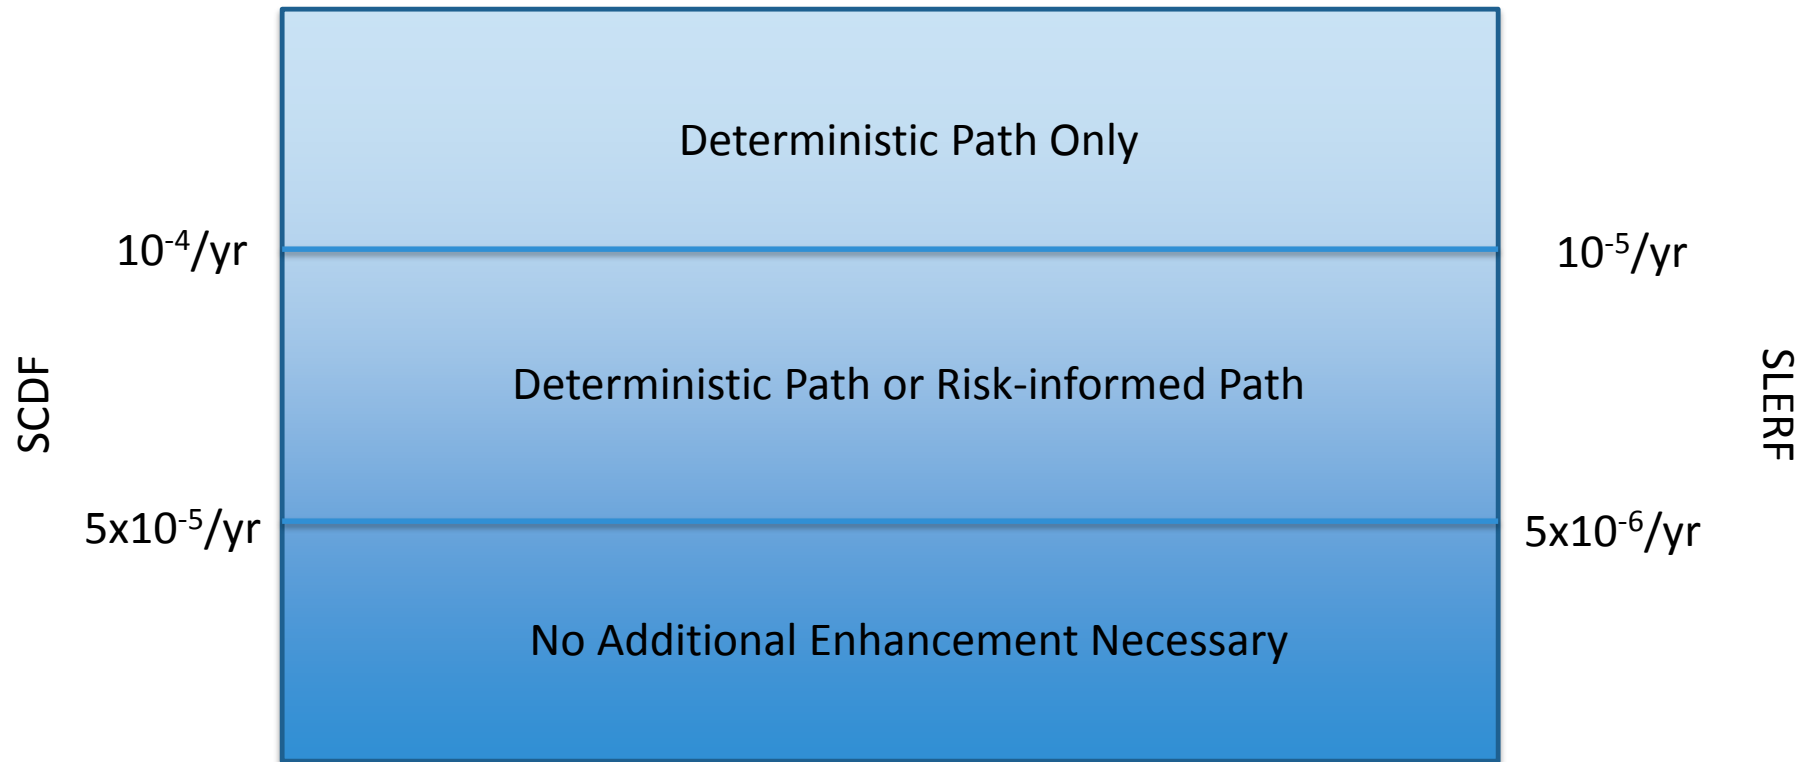 Deterministic Path Only
10⁻⁴/yr
10⁻⁵/yr
SCDF
Deterministic Path or Risk-informed Path
SLERF
5x10⁻⁵/yr
5x10⁻⁶/yr
No Additional Enhancement Necessary